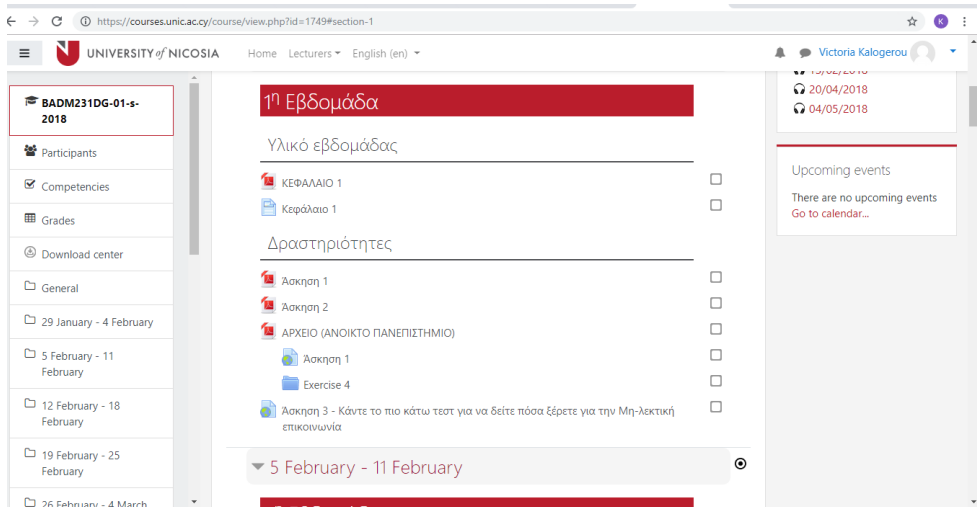 https://courses.unic.ac.cy/course/view.php?id=1749#section-1
K
UNIVERSITY of NICOSIA
Home Lecturers English (en)
Victoria Kalogerou
BADM231DG-01-s-
2018
Participants
Competencies
Grades
Download center
General
29 January - 4 February
5 February - 11
February
12 February - 18
February
19 February - 25
February
26 February - 4 March
1η Εβδομάδα
Υλικό εβδομάδας
ΚΕΦΑΛΑΙΟ 1
Κεφάλαιο 1
Δραστηριότητες
Άσκηση 1
Άσκηση 2
ΑΡΧΕΙΟ (ΑΝΟΙΚΤΟ ΠΑΝΕΠΙΣΤΗΜΙΟ)
Άσκηση 1
Exercise 4
Άσκηση 3 - Κάντε το πιο κάτω τεστ για να δείτε πόσα ξέρετε για την Μη-λεκτική
επικοινωνία
5 February - 11 February
20/04/2018
04/05/2018
Upcoming events
There are no upcoming events
Go to calendar...